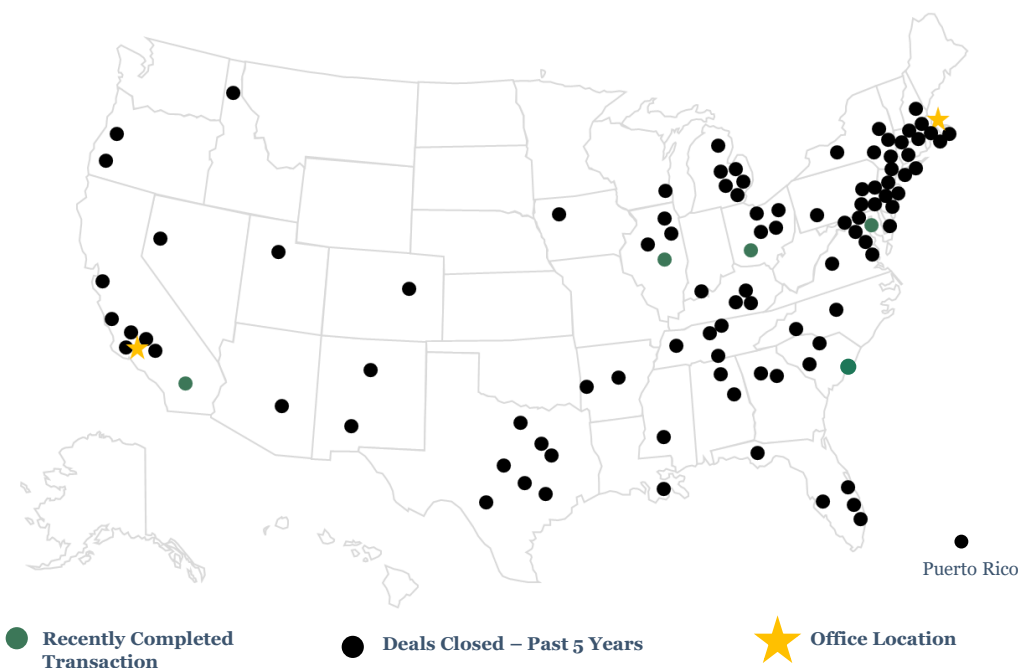 Puerto Rico
Recently Completed
Transaction
Deals Closed – Past 5 Years
Office Location